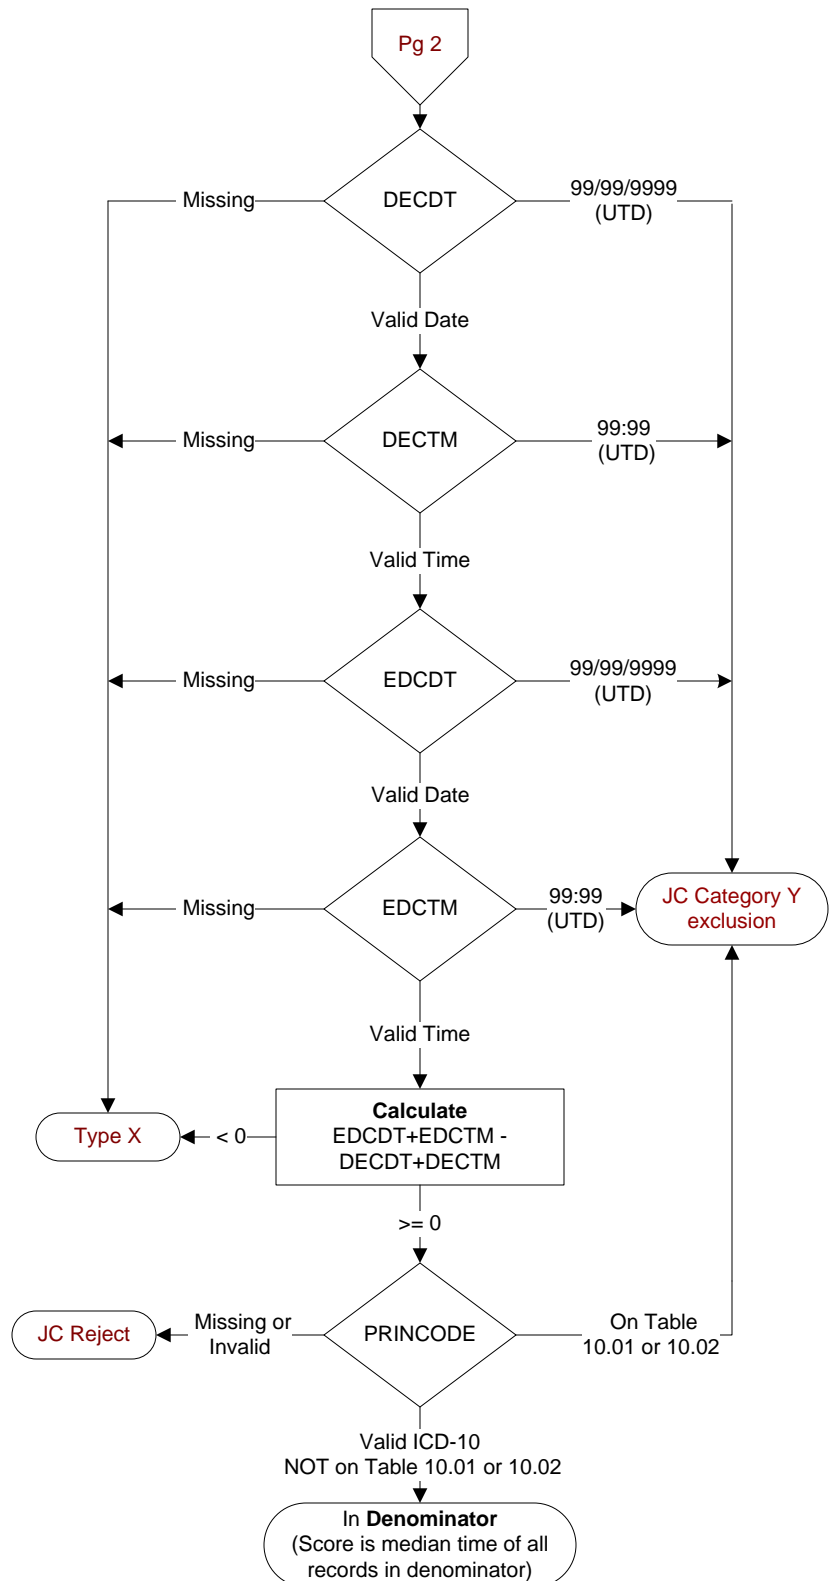 Pg 2
Missing
DECDT
99/99/9999
(UTD)
Valid Date
Missing
DECTM
99:99
(UTD)
Valid Time
Missing
EDCDT
99/99/9999
(UTD)
Valid Date
Missing
EDCTM
99:99
(UTD)
JC Category Y
exclusion
Valid Time
Type X
< 0
Calculate
EDCDT+EDCTM -
DECDT+DECTM
>= 0
JC Reject
Missing or
Invalid
PRINCODE
On Table
10.01 or 10.02
Valid ICD-10
NOT on Table 10.01 or 10.02
In Denominator
(Score is median time of all
records in denominator)